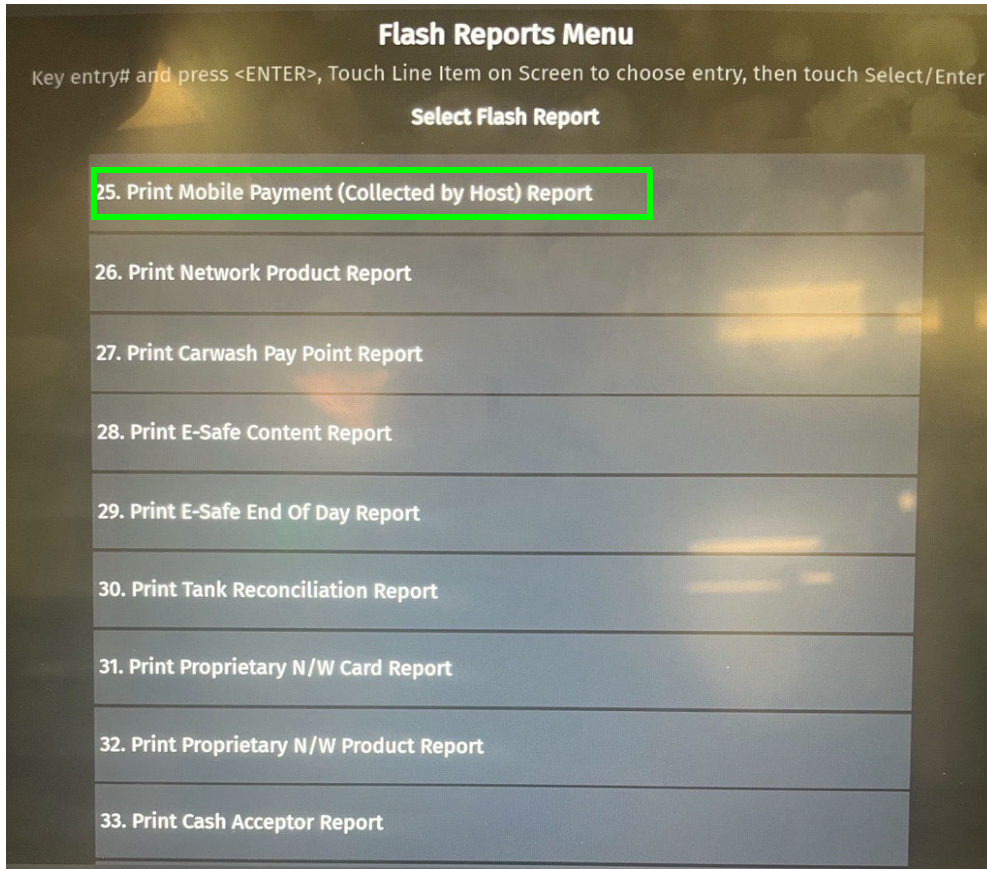 Flash Reports Menu
Key entry# and press <ENTER>, Touch Line Item on Screen to choose entry, then touch Select/Enter
Select Flash Report
25. Print Mobile Payment (Collected by Host) Report
26. Print Network Product Report
27. Print Carwash Pay Point Report
28. Print E-Safe Content Report
29. Print E-Safe End Of Day Report
30. Print Tank Reconciliation Report
31. Print Proprietary N/W Card Report
32. Print Proprietary N/W Product Report
33. Print Cash Acceptor Report